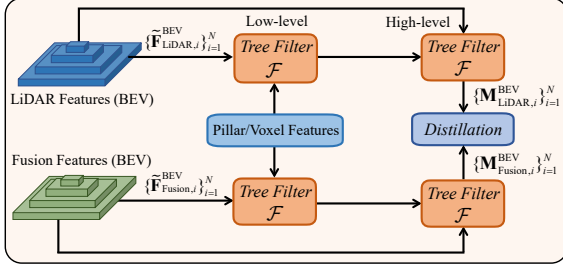 Low-level
High-level
{F̃^BEV_LiDAR,i}^N_i=1
Tree Filter
F
Tree Filter
F
LiDAR Features (BEV)
{M^BEV_LiDAR,i}^N_i=1
Pillar/Voxel Features
Distillation
Fusion Features (BEV)
{M^BEV_Fusion,i}^N_i=1
{F̃^BEV_Fusion,i}^N_i=1
Tree Filter
F
Tree Filter
F